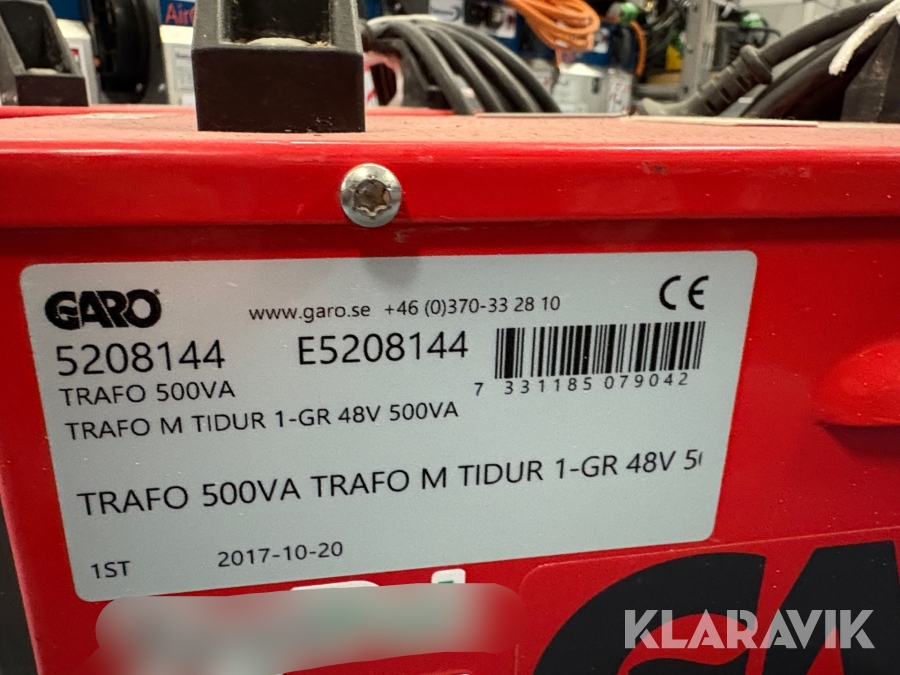 GARO
www.garo.se +46 (0)370-33 28 10
CE
5208144 E5208144
7 331185 079042
TRAFO 500VA
TRAFO M TIDUR 1-GR 48V 500VA
TRAFO 500VA TRAFO M TIDUR 1-GR 48V 50
1ST 2017-10-20
KLARAVIK